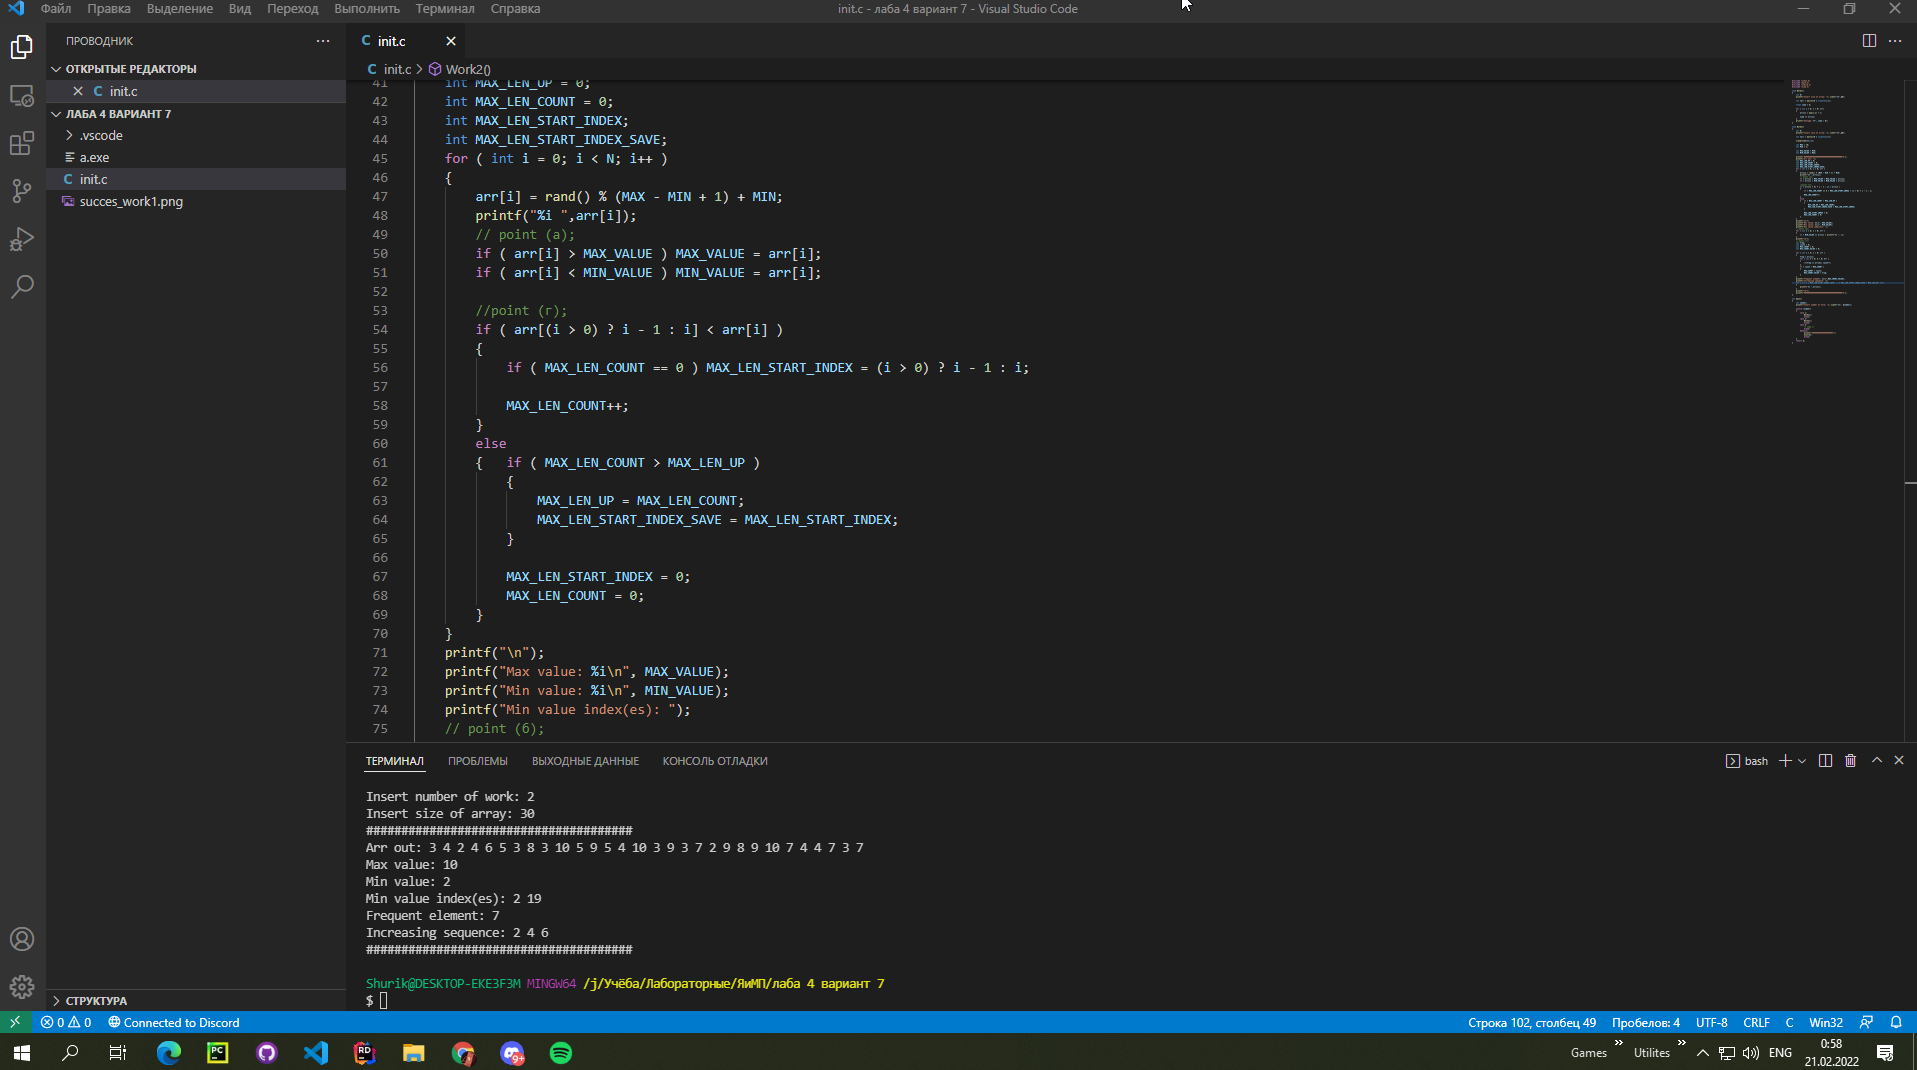 Файл Правка Выделение Вид Переход Выполнить Терминал Справка
init.c - лаба 4 вариант 7 - Visual Studio Code
ПРОВОДНИК
ОТКРЫТЫЕ РЕДАКТОРЫ
init.c
ЛАБА 4 ВАРИАНТ 7
.vscode
a.exe
init.c
succes_work1.png
СТРУКТУРА
C init.c
C init.c > Work2()
41 int MAX_LEN_UP = 0;
42 int MAX_LEN_COUNT = 0;
43 int MAX_LEN_START_INDEX;
44 int MAX_LEN_START_INDEX_SAVE;
45 for ( int i = 0; i < N; i++ )
46 {
47 arr[i] = rand() % (MAX - MIN + 1) + MIN;
48 printf("%i ",arr[i]);
49 // point (a);
50 if ( arr[i] > MAX_VALUE ) MAX_VALUE = arr[i];
51 if ( arr[i] < MIN_VALUE ) MIN_VALUE = arr[i];
52
53 //point (г);
54 if ( arr[(i > 0) ? i - 1 : i] < arr[i] )
55 {
56 if ( MAX_LEN_COUNT == 0 ) MAX_LEN_START_INDEX = (i > 0) ? i - 1 : i;
57
58 MAX_LEN_COUNT++;
59 }
60 else
61 { if ( MAX_LEN_COUNT > MAX_LEN_UP )
62 {
63 MAX_LEN_UP = MAX_LEN_COUNT;
64 MAX_LEN_START_INDEX_SAVE = MAX_LEN_START_INDEX;
65 }
66
67 MAX_LEN_START_INDEX = 0;
68 MAX_LEN_COUNT = 0;
69 }
70 }
71 printf("\n");
72 printf("Max value: %i\n", MAX_VALUE);
73 printf("Min value: %i\n", MIN_VALUE);
74 printf("Min value index(es): ");
75 // point (б);
ТЕРМИНАЛ ПРОБЛЕМЫ ВЫХОДНЫЕ ДАННЫЕ КОНСОЛЬ ОТЛАДКИ
bash
Insert number of work: 2
Insert size of array: 30
######################################
Arr out: 3 4 2 4 6 5 3 8 3 10 5 9 5 4 10 3 9 3 7 2 9 8 9 10 7 4 4 7 3 7
Max value: 10
Min value: 2
Min value index(es): 2 19
Frequent element: 7
Increasing sequence: 2 4 6
######################################
Shurik@DESKTOP-EKE3F3M MINGW64 /j/Учёба/Лабораторные/ЯиМП/лаба 4 вариант 7
$
0 0 Connected to Discord
Строка 102, столбец 49 Пробелов: 4 UTF-8 CRLF C Win32
PC RD 9+
Games Utilites ENG
0:58
21.02.2022